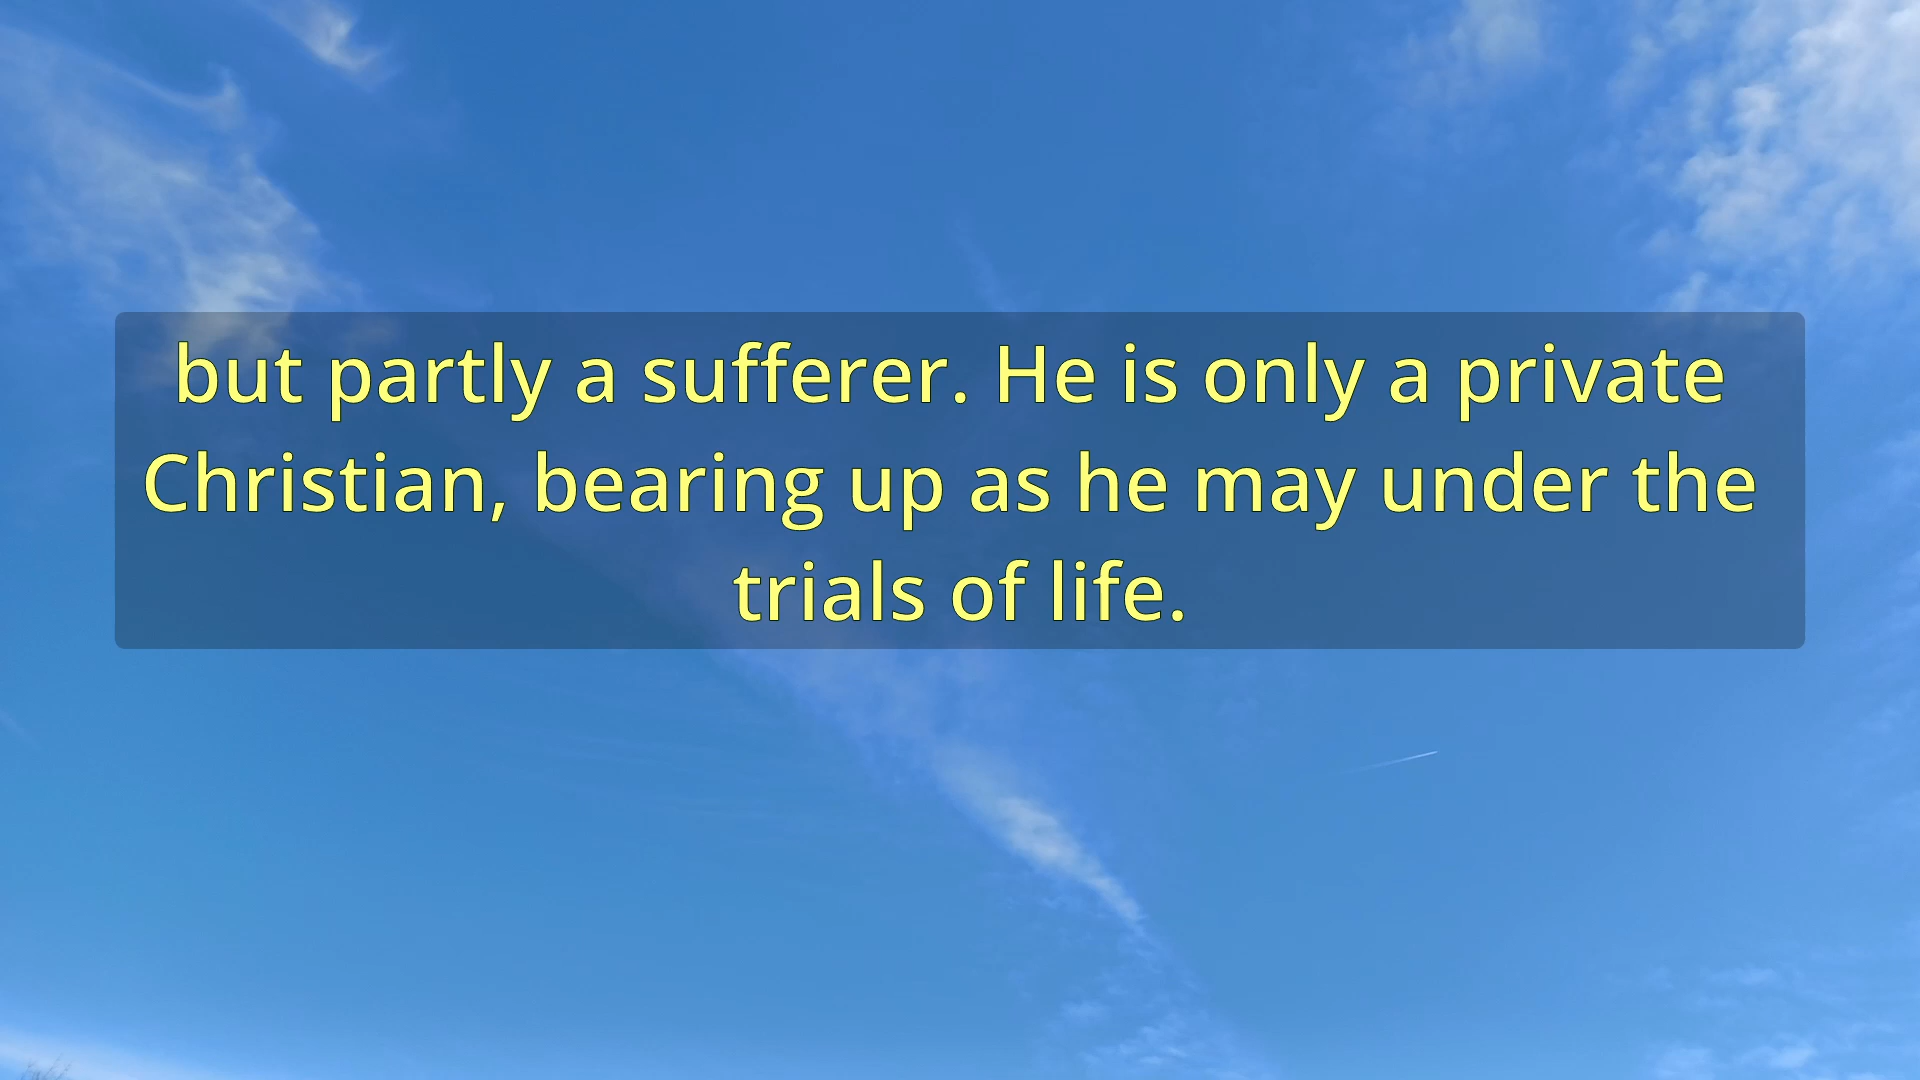 but partly a sufferer. He is only a private
Christian, bearing up as he may under the
trials of life.